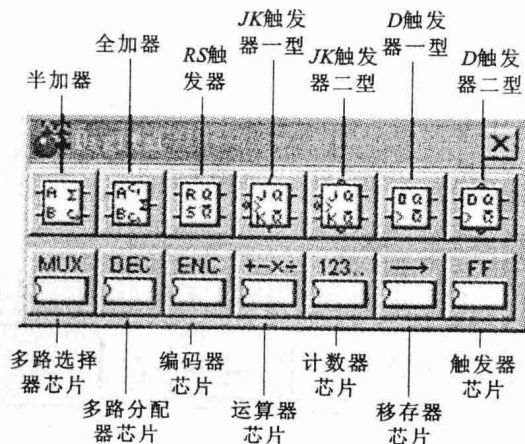 半加器
全加器
RS触
发器
JK触发
器一型
JK触发
器二型
D触发
器一型
D触发
器二型
A Σ
B C
A C
Σ
B C
R Q
S Q̅
J Q
K Q̅
J Q
K Q̅
D Q
> Q̅
D Q
> Q̅
MUX
DEC
ENC
+-×÷
123..
FF
多路选择
器芯片
多路分配
器芯片
编码器
芯片
运算器
芯片
计数器
芯片
移存器
芯片
触发器
芯片